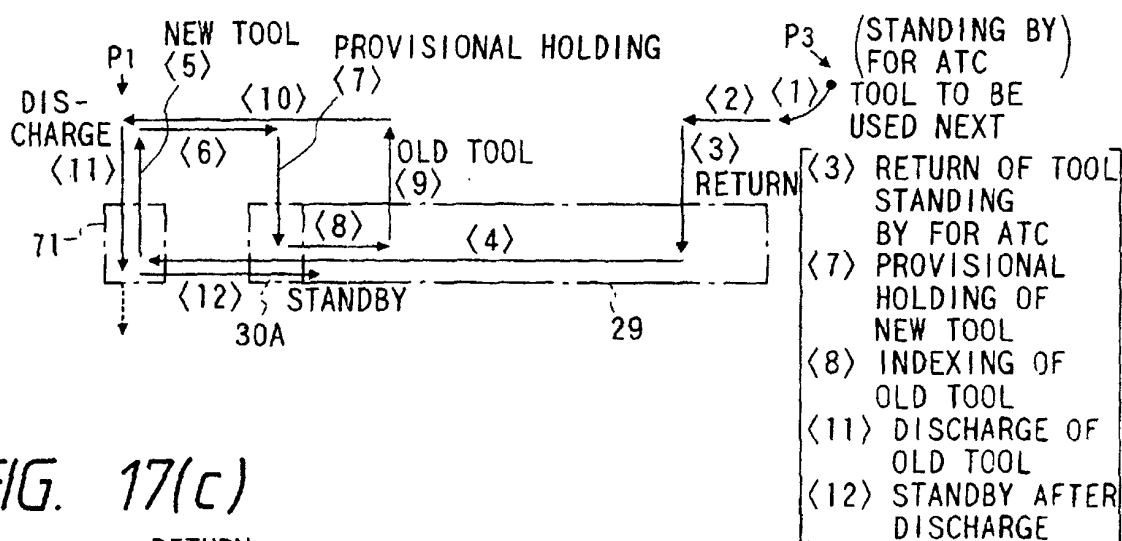 NEW TOOL
〈5〉
P1
PROVISIONAL HOLDING
〈7〉
P3
(STANDING BY
FOR ATC)
TOOL TO BE
USED NEXT
DIS-
CHARGE
〈11〉
〈10〉
〈6〉
〈2〉
〈1〉
OLD TOOL
〈9〉
〈3〉
RETURN
71
〈8〉
〈4〉
〈12〉
STANDBY
30A
29
〈3〉 RETURN OF TOOL
STANDING
BY FOR ATC
〈7〉 PROVISIONAL
HOLDING OF
NEW TOOL
〈8〉 INDEXING OF
OLD TOOL
〈11〉 DISCHARGE OF
OLD TOOL
〈12〉 STANDBY AFTER
DISCHARGE
FIG. 17(c)
RETURN